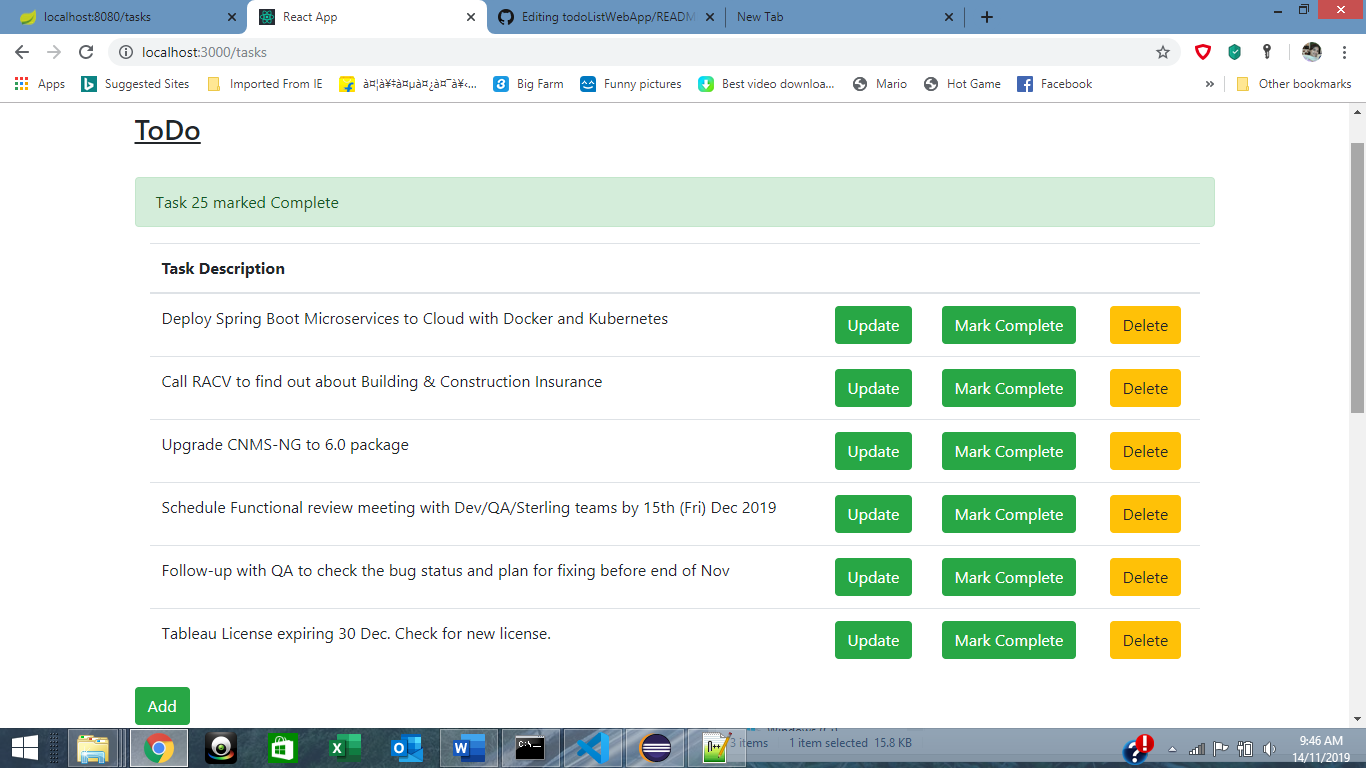 localhost:8080/tasks
React App
Editing todoListWebApp/READM
New Tab
localhost:3000/tasks
Apps
Suggested Sites
Imported From IE
à¤¦à¥‡à¤µà¤¿à¤¯à¥‹...
Big Farm
Funny pictures
Best video downloa...
Mario
Hot Game
Facebook
»
Other bookmarks
ToDo
Task 25 marked Complete
Task Description
Deploy Spring Boot Microservices to Cloud with Docker and Kubernetes Update Mark Complete Delete
Call RACV to find out about Building & Construction Insurance Update Mark Complete Delete
Upgrade CNMS-NG to 6.0 package Update Mark Complete Delete
Schedule Functional review meeting with Dev/QA/Sterling teams by 15th (Fri) Dec 2019 Update Mark Complete Delete
Follow-up with QA to check the bug status and plan for fixing before end of Nov Update Mark Complete Delete
Tableau License expiring 30 Dec. Check for new license. Update Mark Complete Delete
Add
3 items 1 item selected 15.8 KB
9:46 AM
14/11/2019